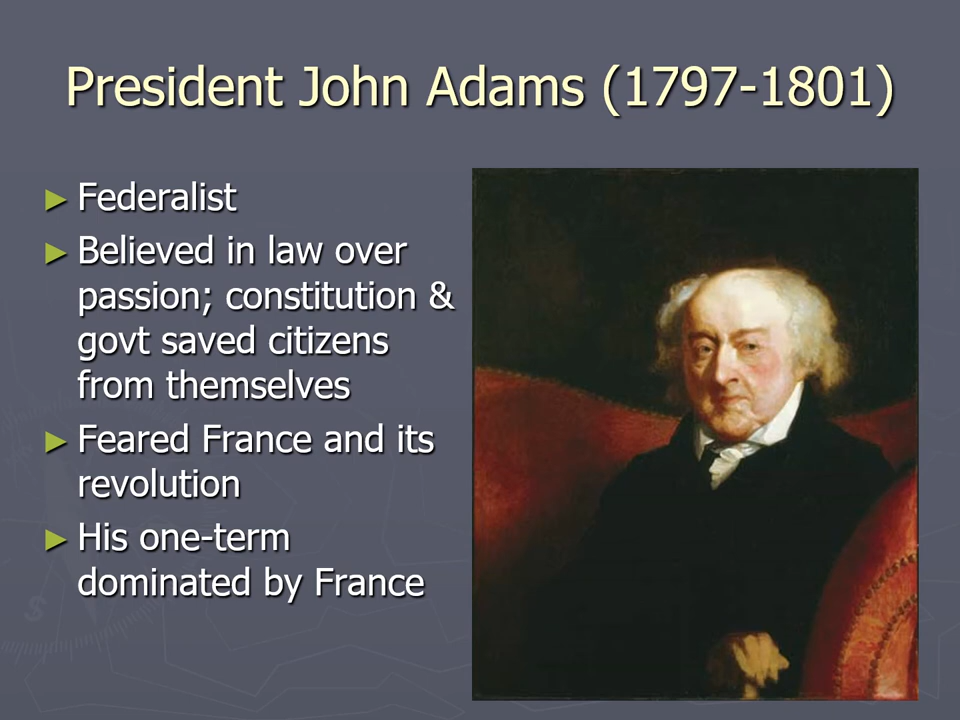 President John Adams (1797-1801)
► Federalist
► Believed in law over
passion; constitution &
govt saved citizens
from themselves
► Feared France and its
revolution
► His one-term
dominated by France